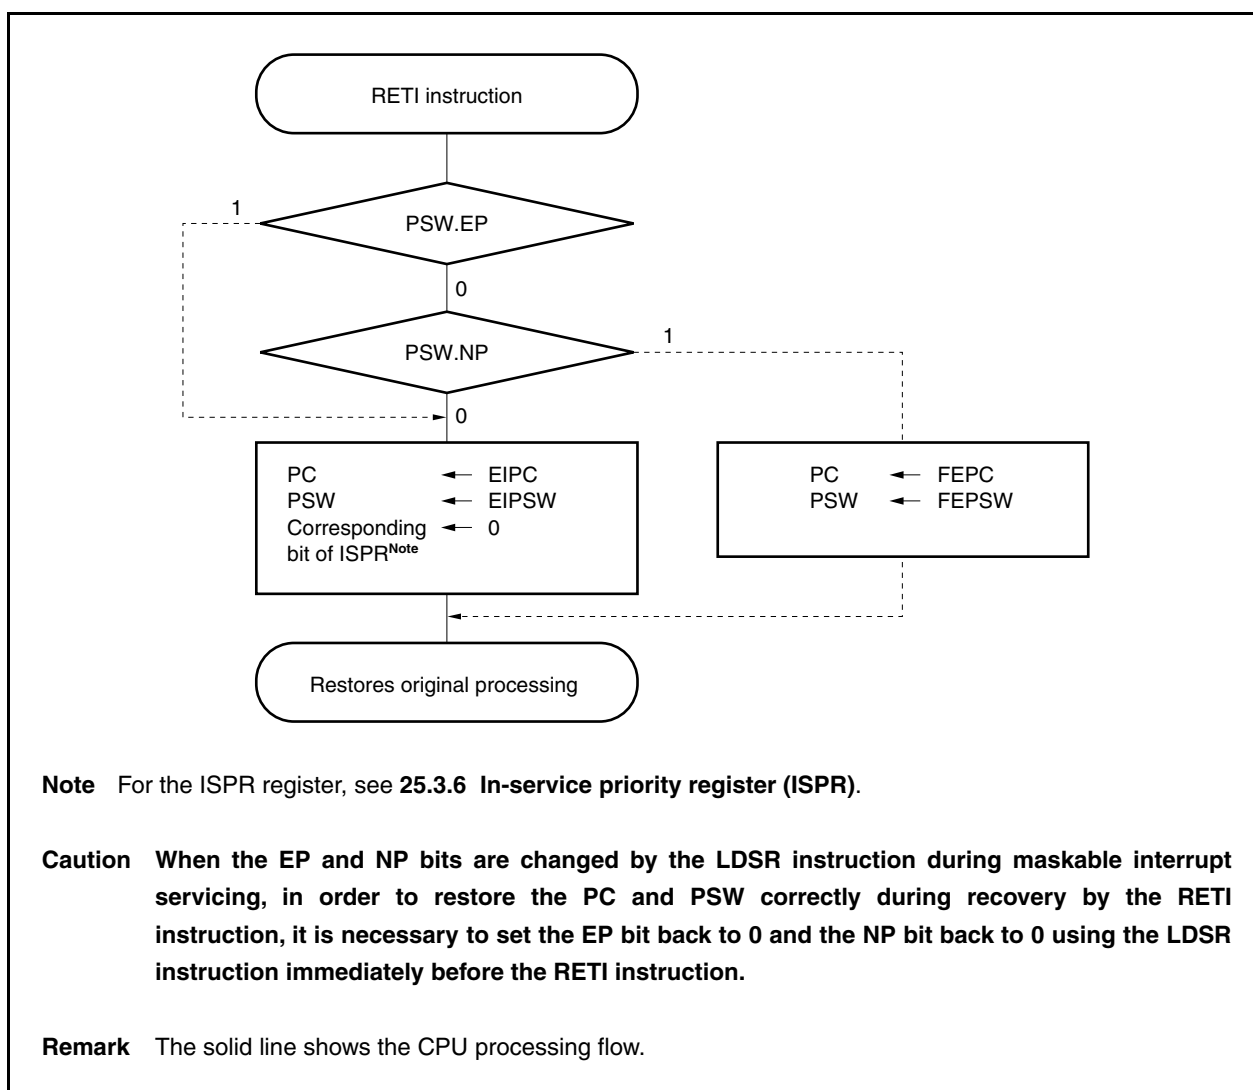 RETI instruction
1
PSW.EP
0
1
PSW.NP
0
PC ← EIPC
PSW ← EIPSW
Corresponding ← 0
bit of ISPRNote
PC ← FEPC
PSW ← FEPSW
Restores original processing
Note For the ISPR register, see 25.3.6 In-service priority register (ISPR).
Caution When the EP and NP bits are changed by the LDSR instruction during maskable interrupt
servicing, in order to restore the PC and PSW correctly during recovery by the RETI
instruction, it is necessary to set the EP bit back to 0 and the NP bit back to 0 using the LDSR
instruction immediately before the RETI instruction.
Remark The solid line shows the CPU processing flow.